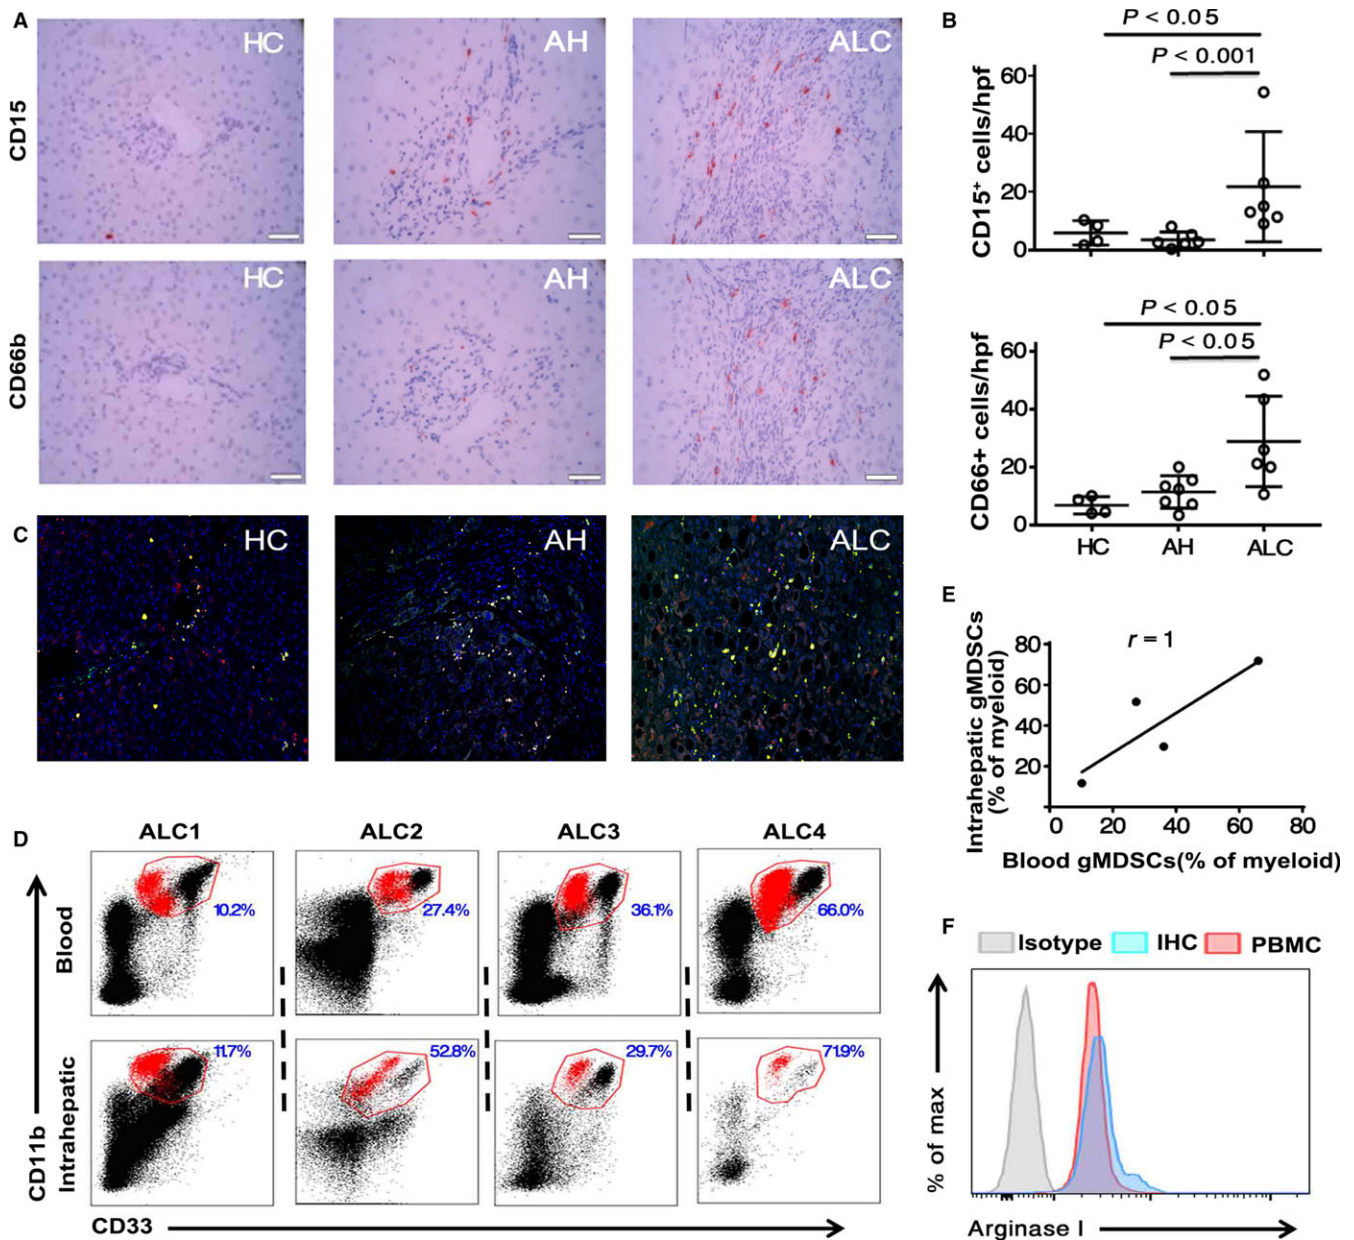 A
HC
AH
ALC
CD15
HC
AH
ALC
CD66b
B
P < 0.05
P < 0.001
60
40
20
0
CD15+ cells/hpf
P < 0.05
P < 0.05
60
40
20
0
CD66+ cells/hpf
HC AH ALC
C
HC
AH
ALC
D
ALC1 ALC2 ALC3 ALC4
Blood
10.2% 27.4% 36.1% 66.0%
Intrahepatic
11.7% 52.8% 29.7% 71.9%
CD11b
CD33
E
r = 1
80
60
40
20
0 20 40 60 80
Intrahepatic gMDSCs
(% of myeloid)
Blood gMDSCs(% of myeloid)
F
Isotype IHC PBMC
% of max
Arginase I